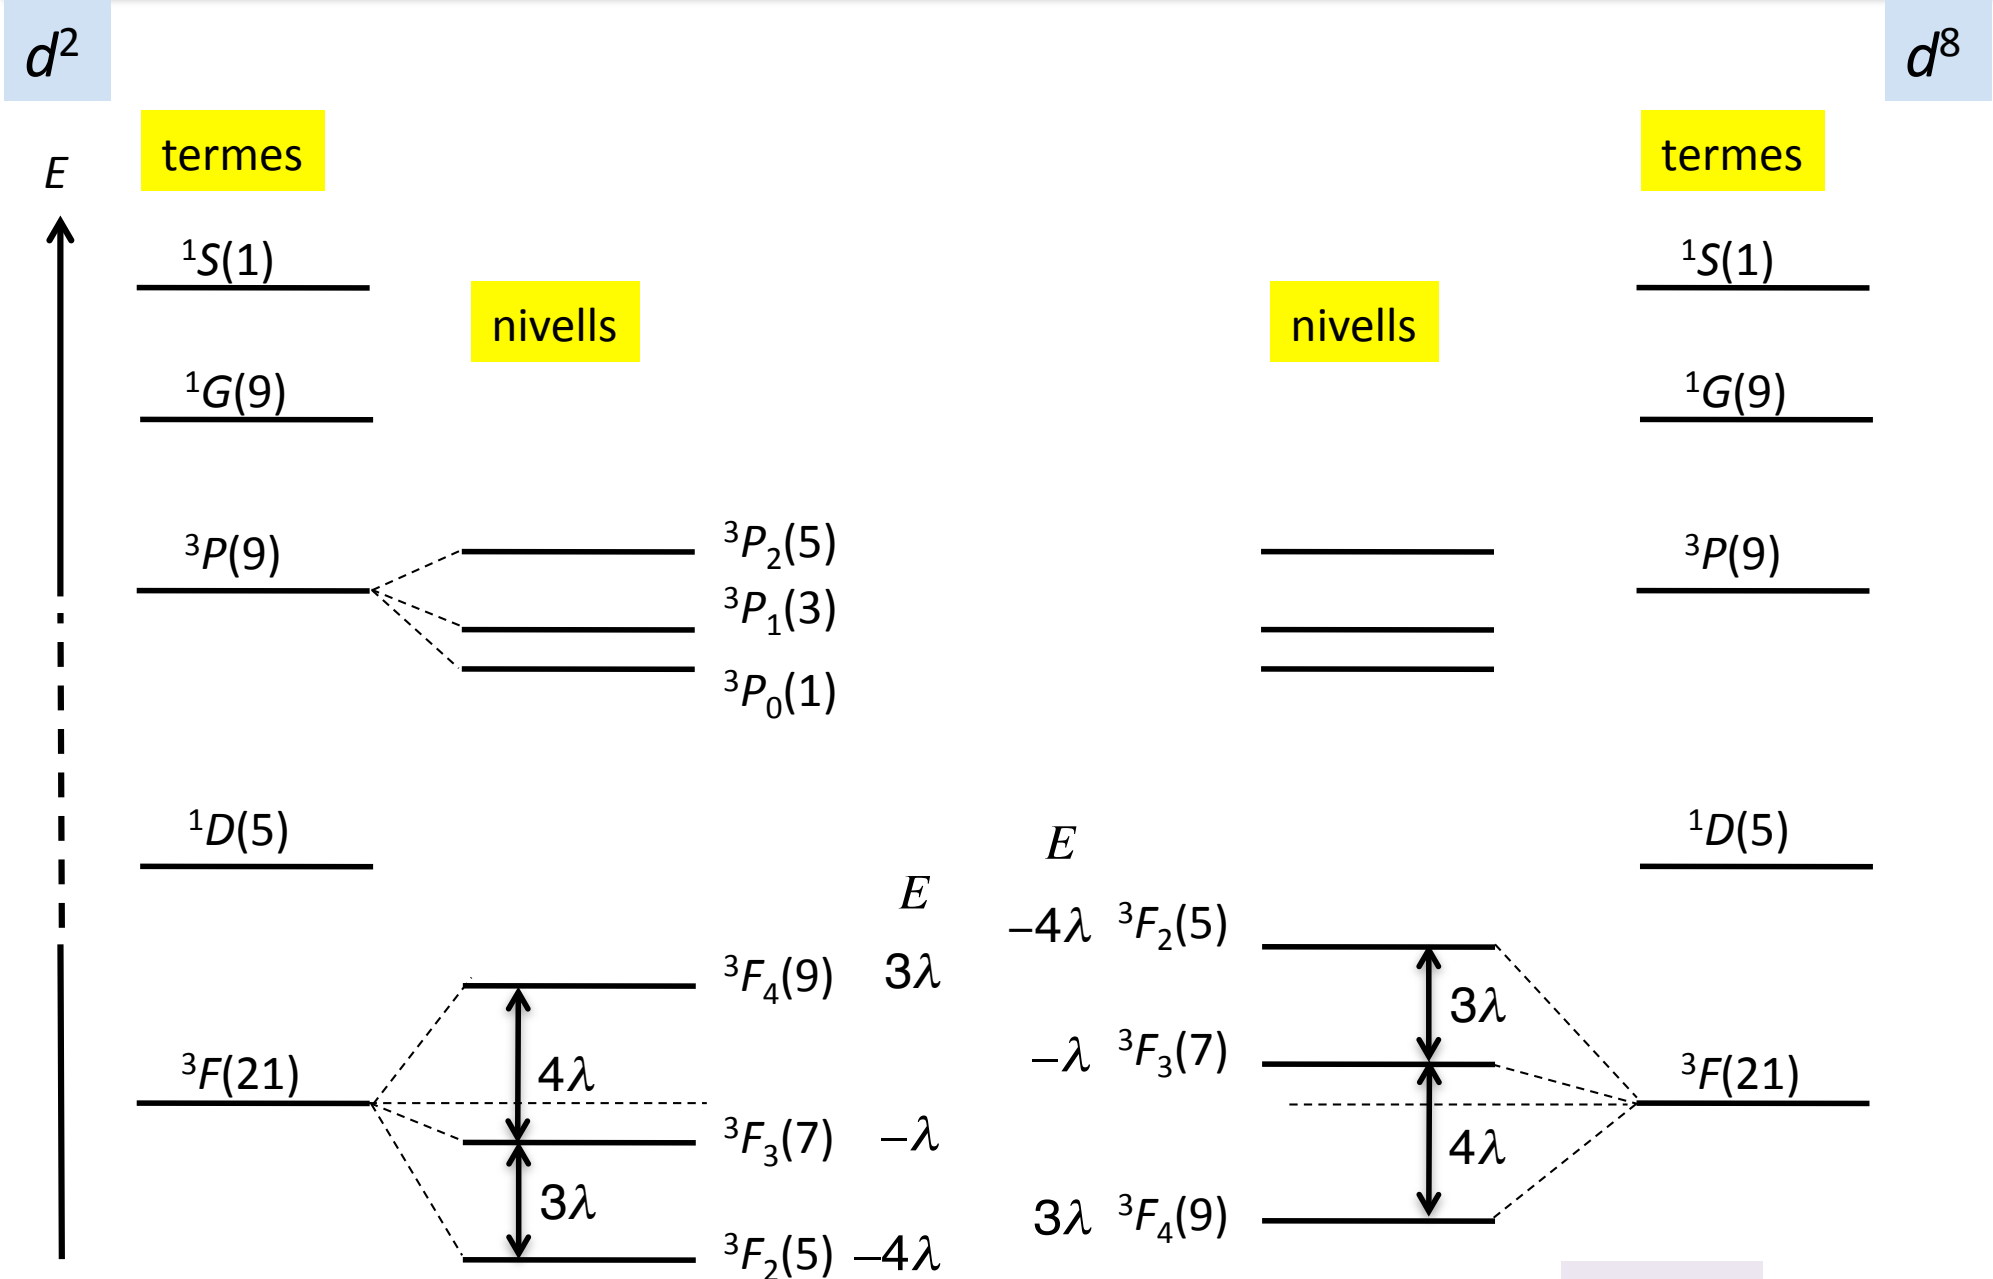 d² d⁸
termes termes
E
¹S(1) ¹S(1)
nivells nivells
¹G(9) ¹G(9)
³P(9) ³P₂(5) ³P(9)
³P₁(3)
³P₀(1)
¹D(5) E ¹D(5)
E
−4λ ³F₂(5)
³F₄(9) 3λ
3λ
−λ ³F₃(7)
³F(21) 4λ ³F(21)
³F₃(7) −λ 4λ
3λ
3λ ³F₄(9)
³F₂(5) −4λ